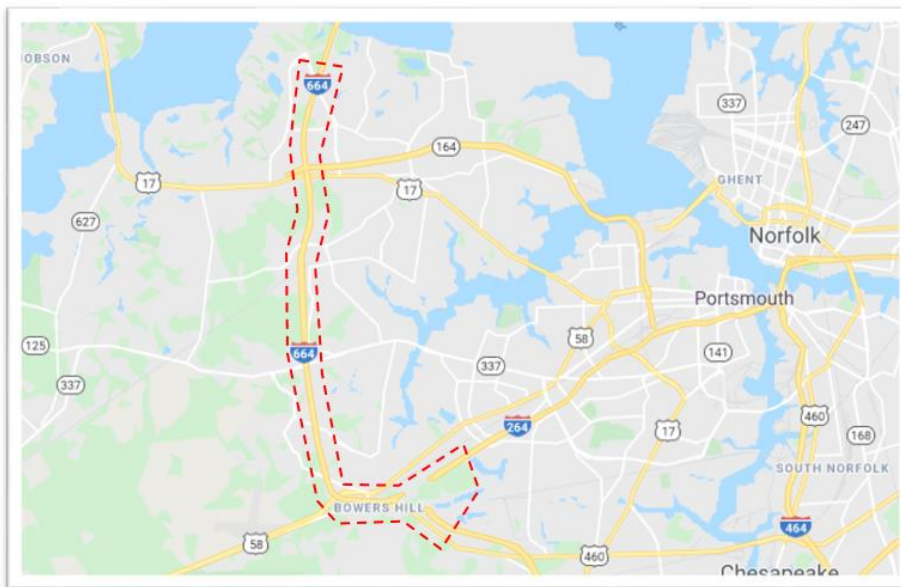 OBSON
664
337
247
164
17
17
GHENT
627
Norfolk
Portsmouth
58
125
664
337
141
337
264
17
460
168
SOUTH NORFOLK
BOWERS HILL
464
58
460
Chesapeake